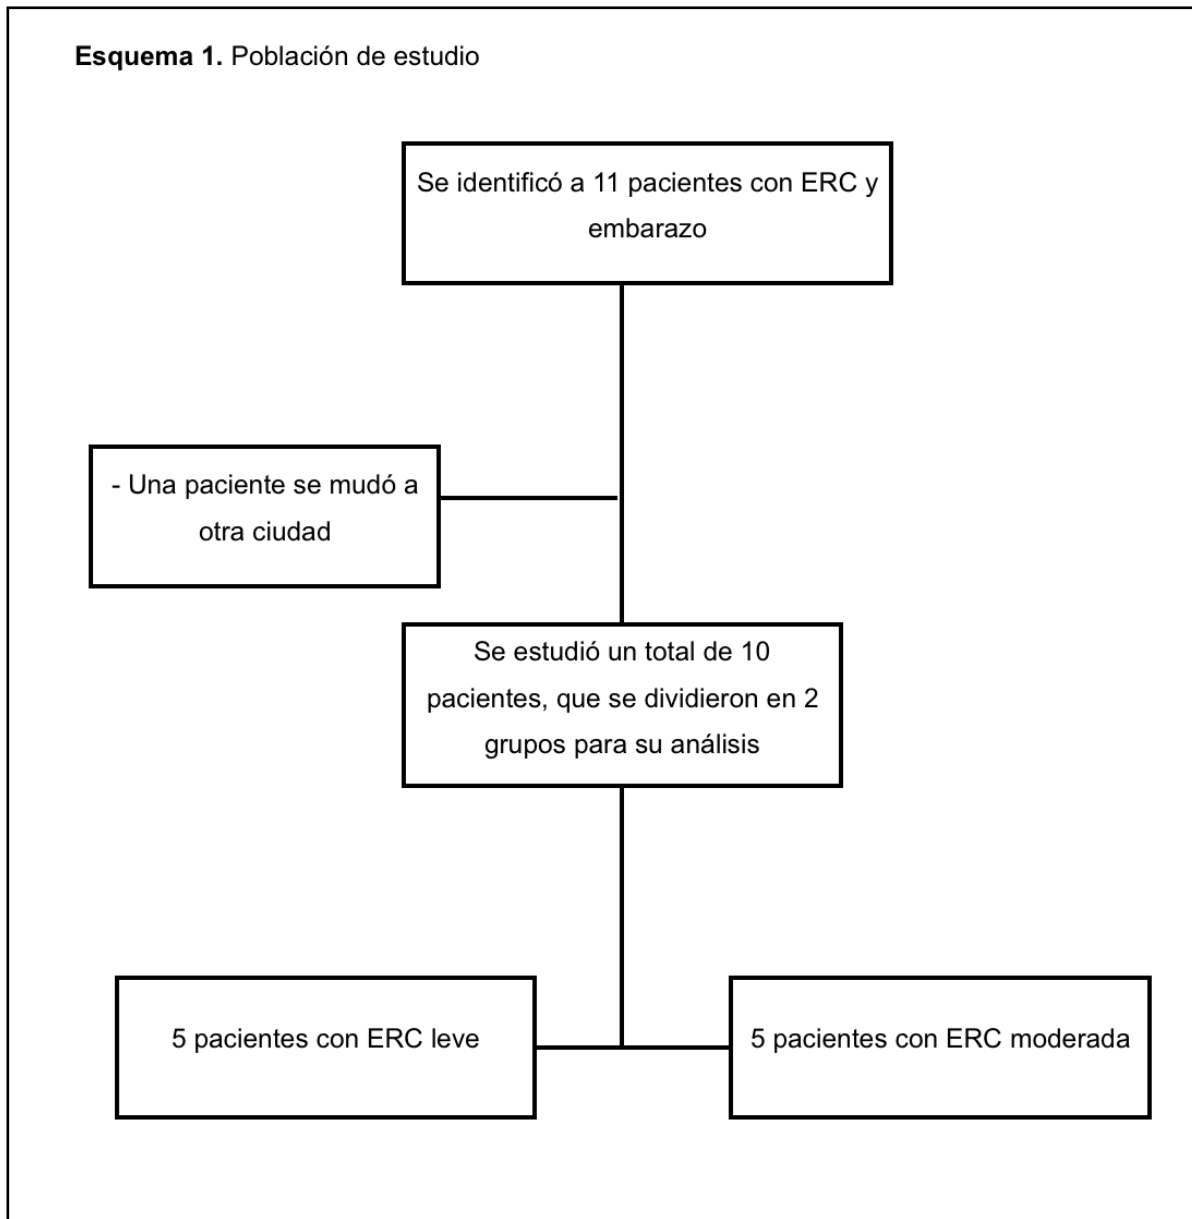 Esquema 1. Población de estudio
Se identificó a 11 pacientes con ERC y
embarazo
- Una paciente se mudó a
otra ciudad
Se estudió un total de 10
pacientes, que se dividieron en 2
grupos para su análisis
5 pacientes con ERC leve
5 pacientes con ERC moderada